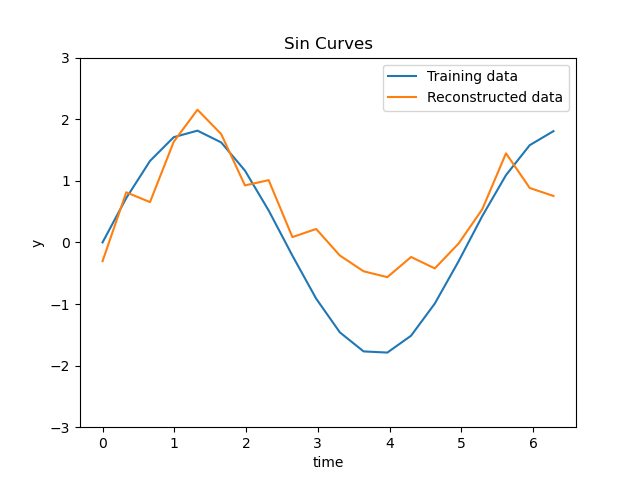 Sin Curves
Training data
Reconstructed data
3
2
1
0
−1
−2
−3
y
0 1 2 3 4 5 6
time